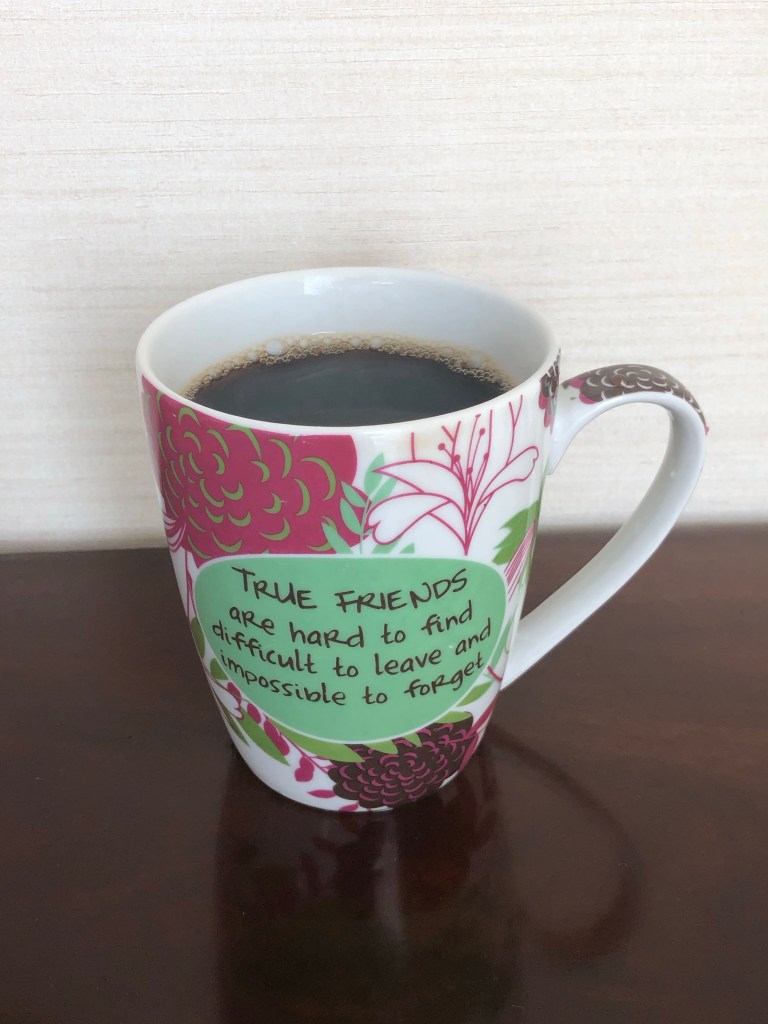 TRUE FRIENDS
are hard to find
difficult to leave and
impossible to forget